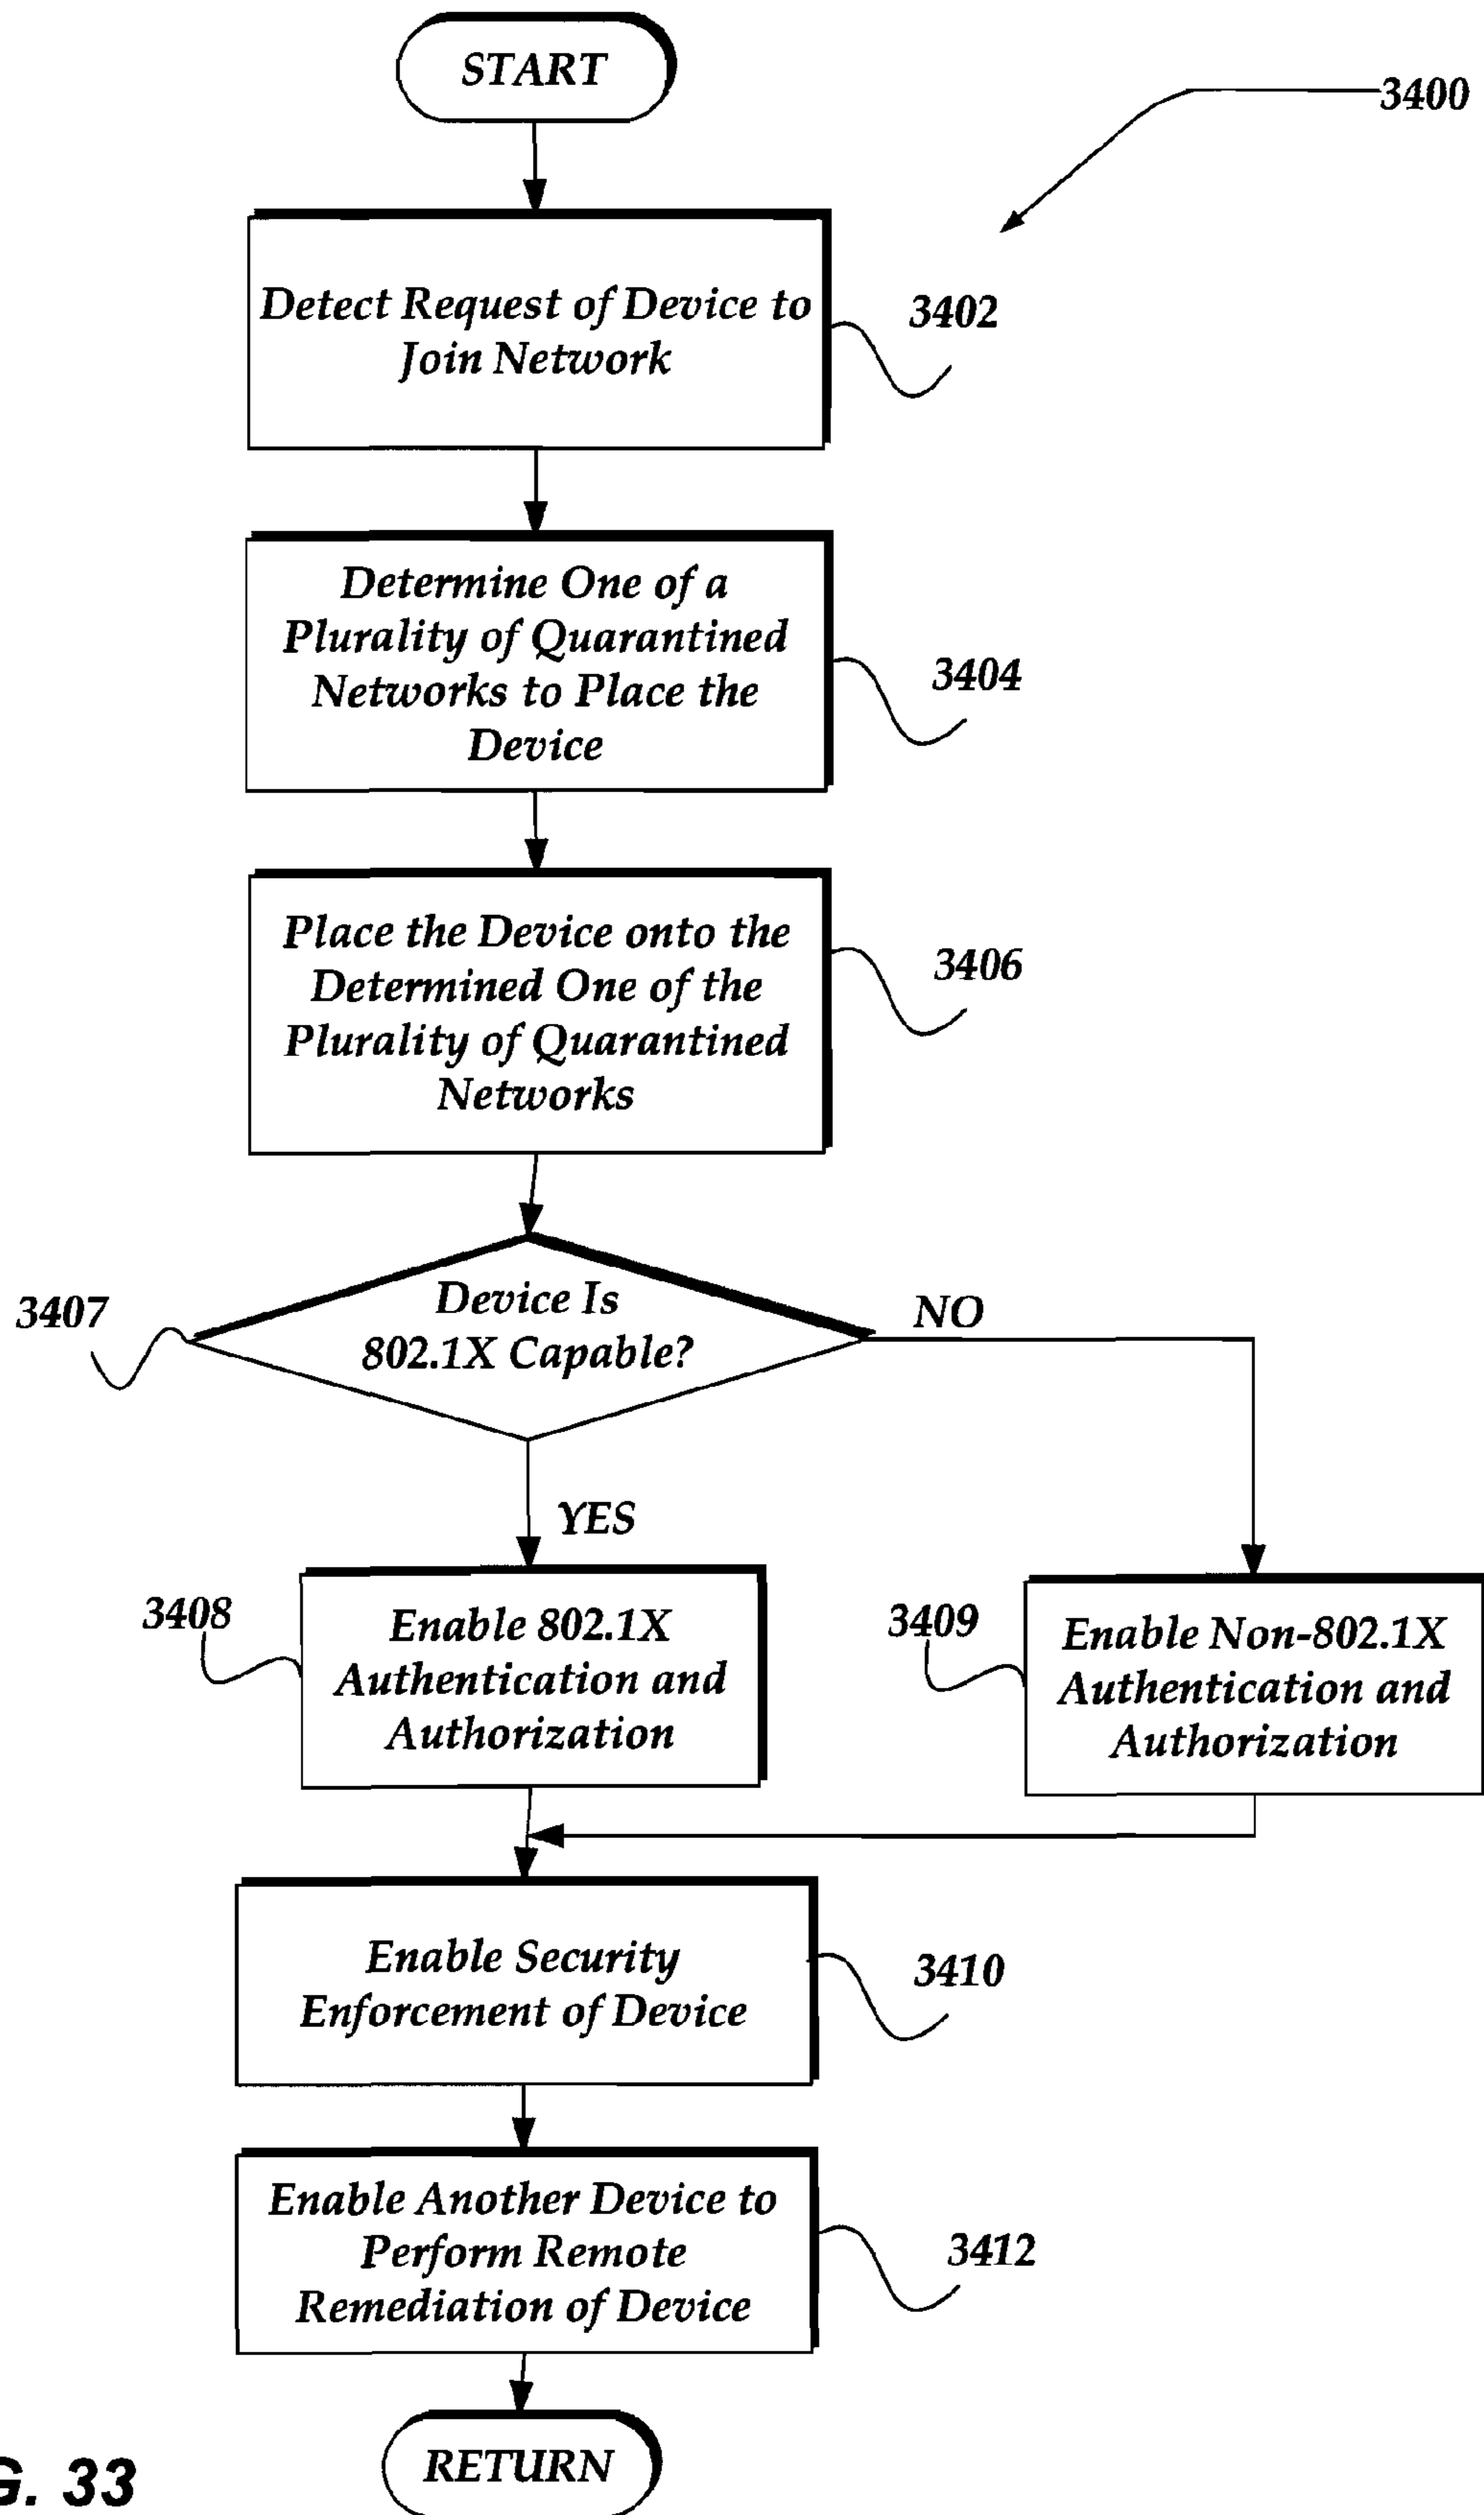 START
3400
Detect Request of Device to
Join Network
3402
Determine One of a
Plurality of Quarantined
Networks to Place the
Device
3404
Place the Device onto the
Determined One of the
Plurality of Quarantined
Networks
3406
3407
Device Is
802.1X Capable?
NO
YES
3408
Enable 802.1X
Authentication and
Authorization
3409
Enable Non-802.1X
Authentication and
Authorization
Enable Security
Enforcement of Device
3410
Enable Another Device to
Perform Remote
Remediation of Device
3412
RETURN
G. 33